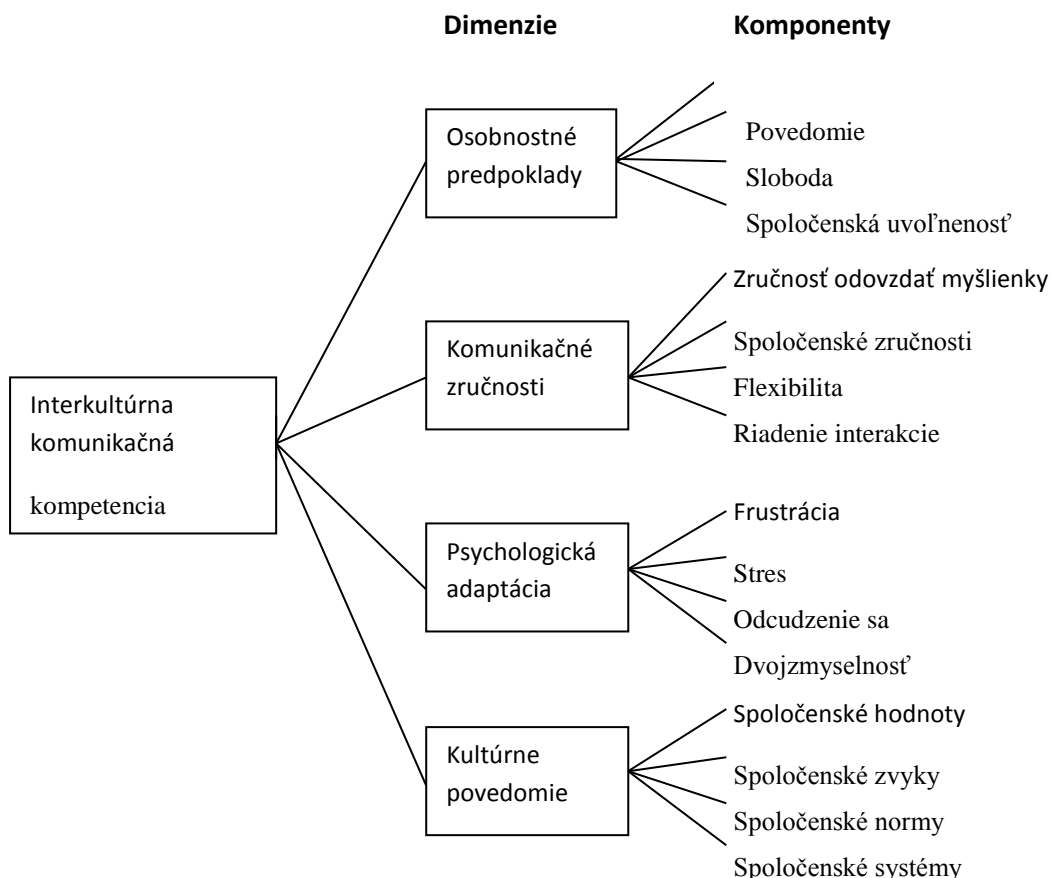 Dimenzie
Komponenty
Osobnostné
predpoklady
Povedomie
Sloboda
Spoločenská uvoľnenosť
Komunikačné
zručnosti
Zručnosť odovzdať myšlienky
Spoločenské zručnosti
Flexibilita
Riadenie interakcie
Interkultúrna
komunikačná
kompetencia
Psychologická
adaptácia
Frustrácia
Stres
Odcudzenie sa
Dvojzmyselnosť
Kultúrne
povedomie
Spoločenské hodnoty
Spoločenské zvyky
Spoločenské normy
Spoločenské systémy